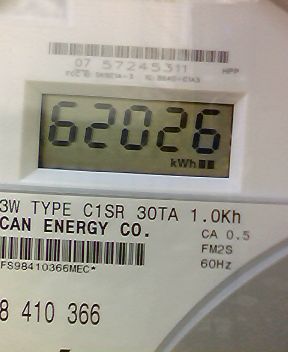 07 57245311 HPP
62026
kWh
3W TYPE C1SR 30TA 1.0Kh
CAN ENERGY CO.
CA 0.5
FM2S
60Hz
FS98410366MEC*
8 410 366